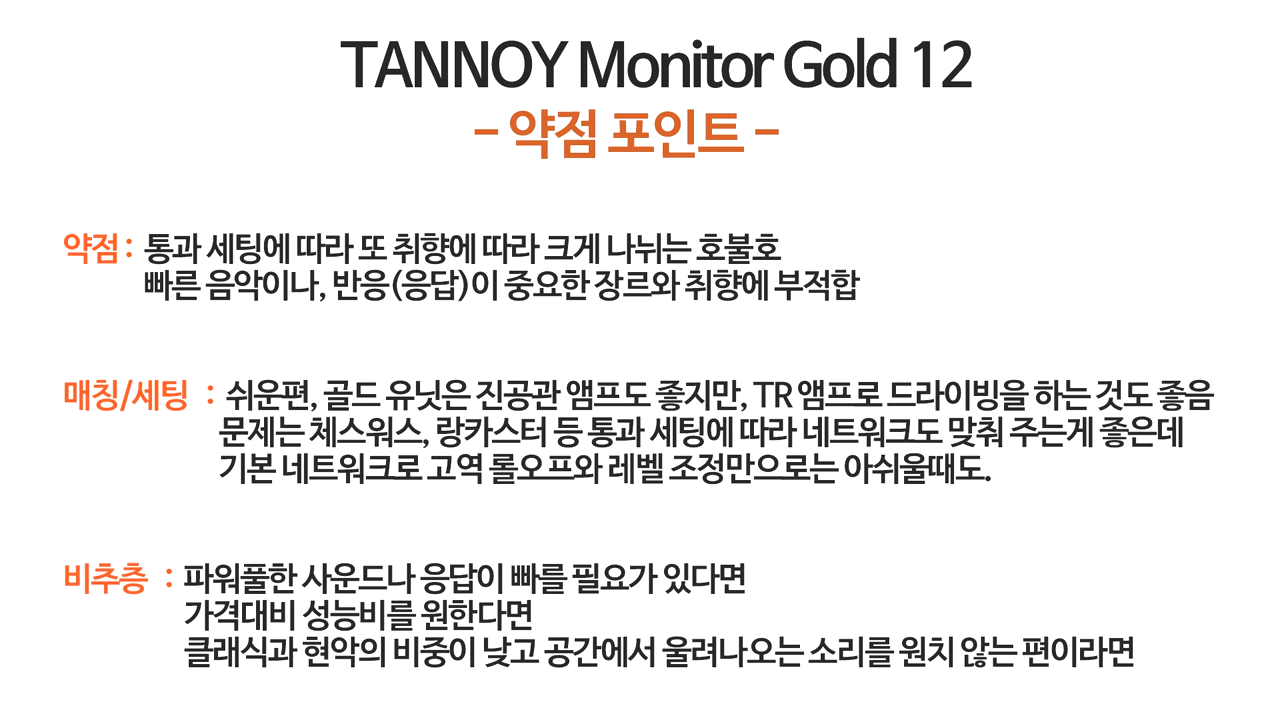 TANNOY Monitor Gold 12
- 약점 포인트 -
약점 : 통과 세팅에 따라 또 취향에 따라 크게 나뉘는 호불호
빠른 음악이나, 반응(응답)이 중요한 장르와 취향에 부적합
매칭/세팅 : 쉬운편, 골드 유닛은 진공관 앰프도 좋지만, TR 앰프로 드라이빙을 하는 것도 좋음
문제는 체스워스, 랑카스터 등 통과 세팅에 따라 네트워크도 맞춰 주는게 좋은데
기본 네트워크로 고역 롤오프와 레벨 조정만으로는 아쉬울때도.
비추층 : 파워풀한 사운드나 응답이 빠를 필요가 있다면
가격대비 성능비를 원한다면
클래식과 현악의 비중이 낮고 공간에서 울려나오는 소리를 원치 않는 편이라면